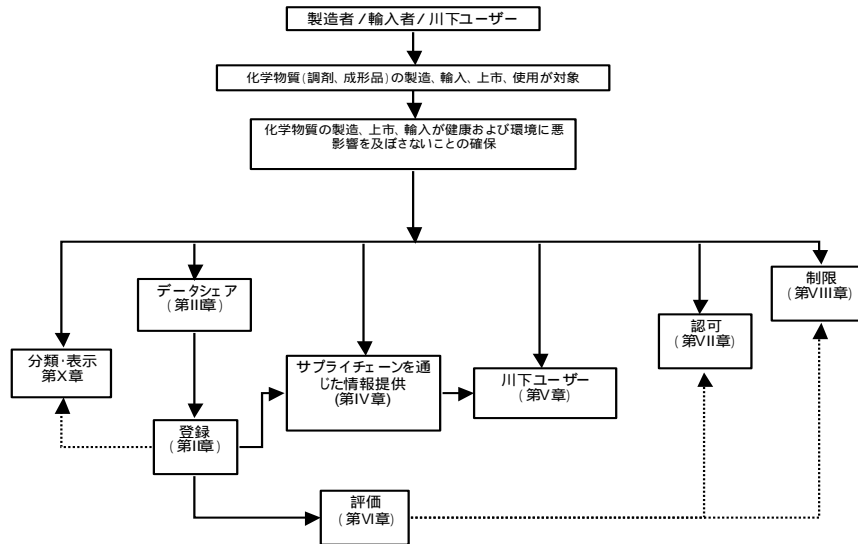 製造者/輸入者/川下ユーザー
化学物質(調剤、成形品)の製造、輸入、上市、使用が対象
化学物質の製造、上市、輸入が健康および環境に悪
影響を及ぼさないことの確保
データシェア
(第III章)
制限
(第VIII章)
認可
(第VII章)
分類・表示
第X章
サプライチェーンを通
じた情報提供
(第IV章)
川下ユーザー
(第V章)
登録
(第II章)
評価
(第VI章)